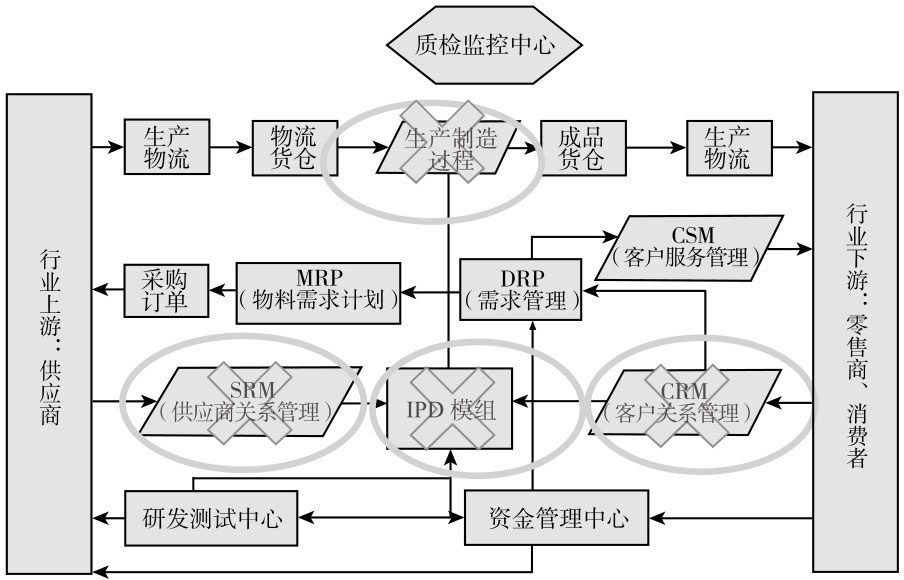 质检监控中心
生产
物流
物流
货仓
生产制造
过程
成品
货仓
生产
物流
行业上游：供应商
行业下游：零售商、消费者
CSM
（客户服务管理）
采购
订单
MRP
（物料需求计划）
DRP
（需求管理）
SRM
（供应商关系管理）
IPD 模组
CRM
（客户关系管理）
研发测试中心
资金管理中心